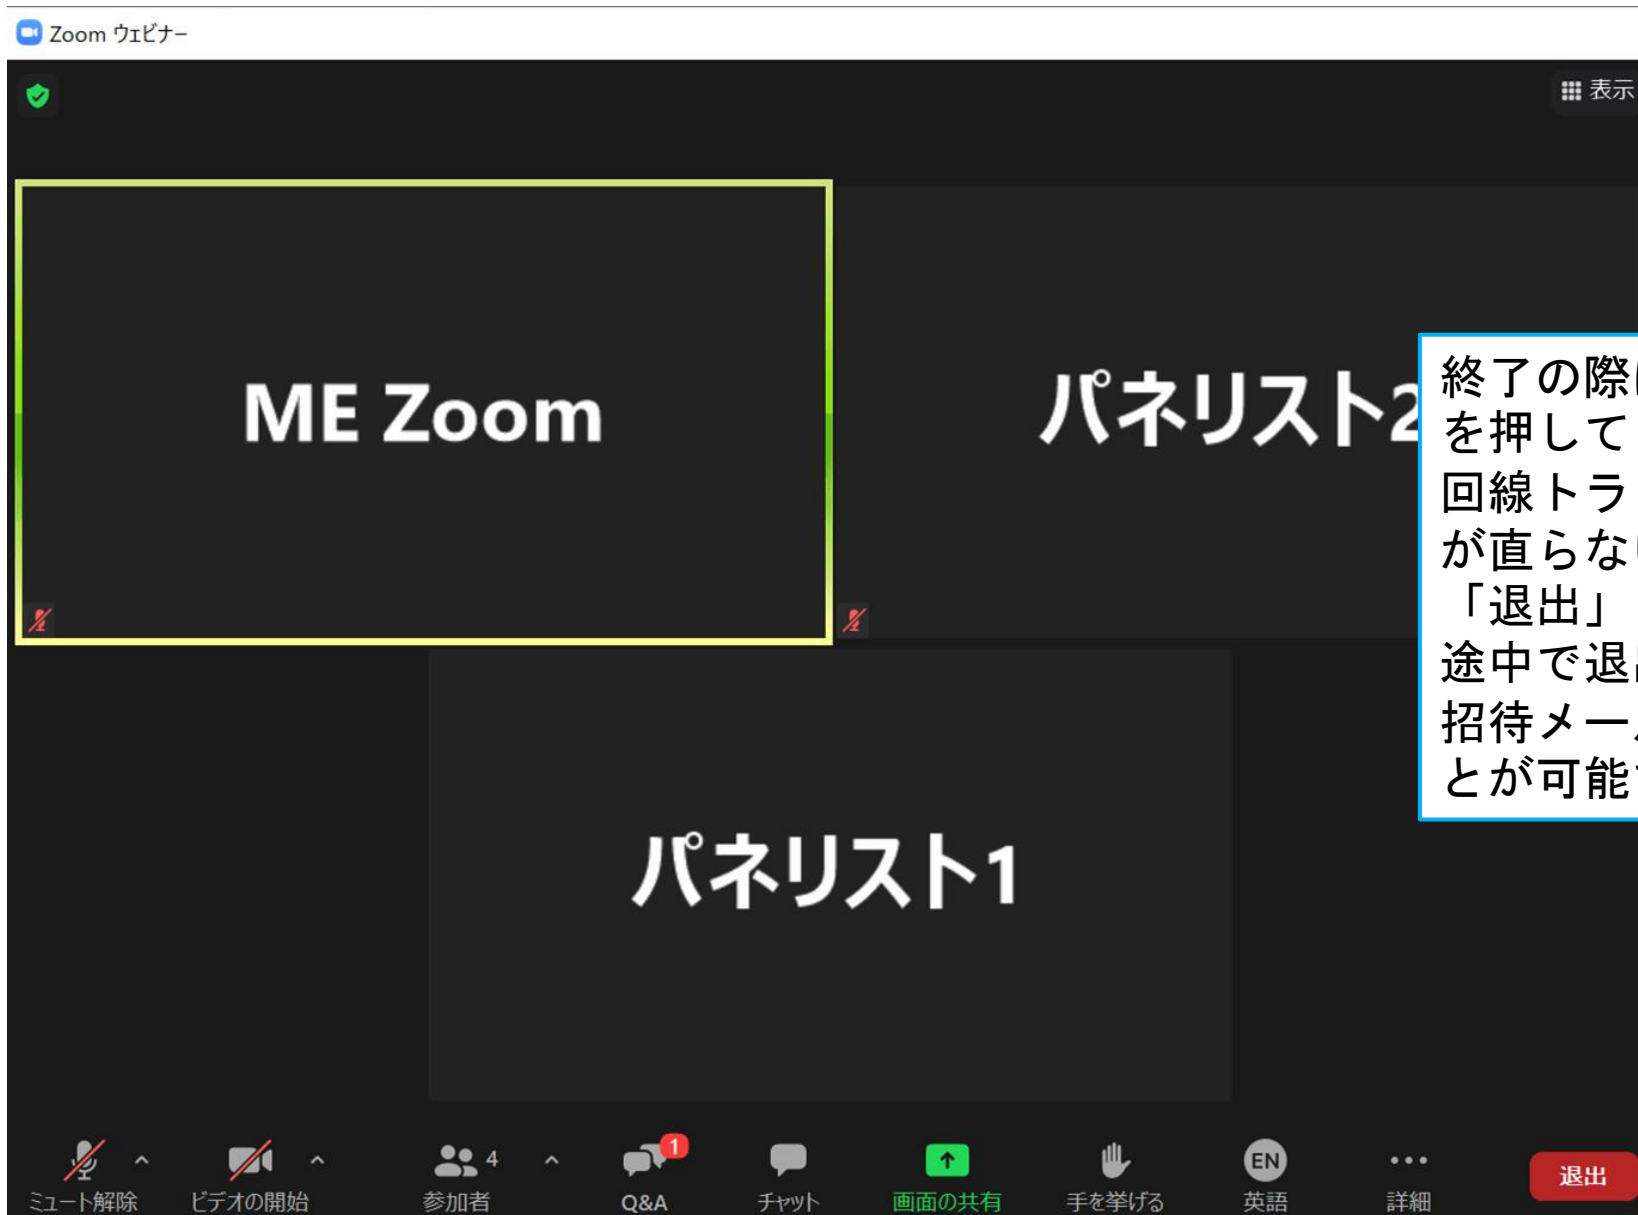 Zoom ウェビナー
表示
ME Zoom
パネリスト2
終了の際
を押して
回線トラ
が直らな
「退出」
途中で退
招待メー
とが可能
パネリスト1
4
1
EN
ミュート解除
ビデオの開始
参加者
Q&A
チャット
画面の共有
手を挙げる
英語
詳細
退出